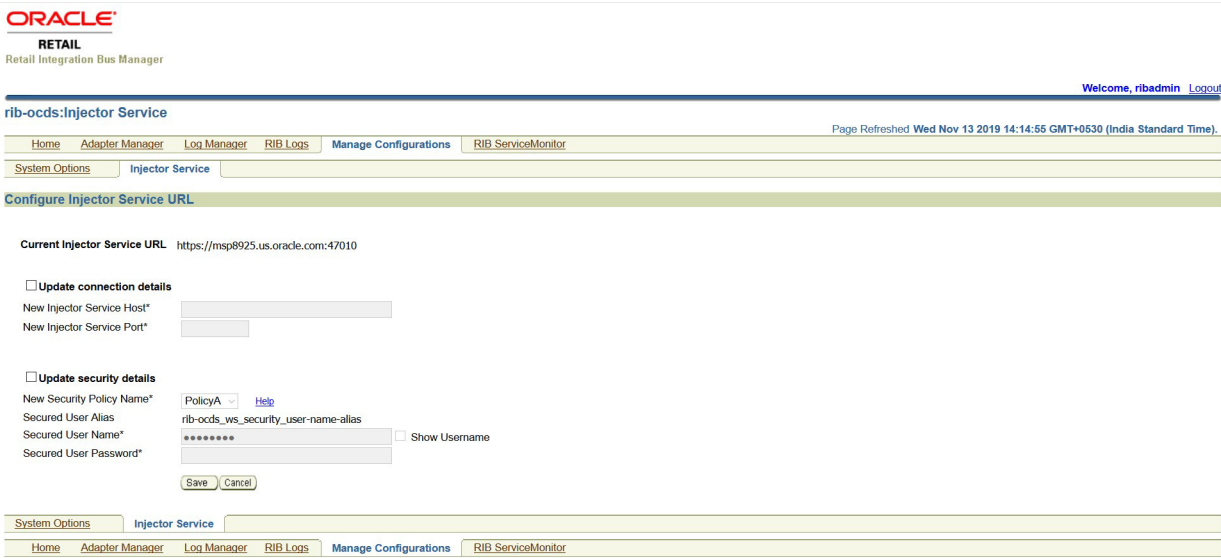 ORACLE
RETAIL
Retail Integration Bus Manager
Welcome, ribadmin Logout
rib-ocds:Injector Service
Page Refreshed Wed Nov 13 2019 14:14:55 GMT+0530 (India Standard Time).
Home Adapter Manager Log Manager RIB Logs Manage Configurations RIB ServiceMonitor
System Options Injector Service
Configure Injector Service URL
Current Injector Service URL https://msp8925.us.oracle.com:47010
Update connection details
New Injector Service Host*
New Injector Service Port*
Update security details
New Security Policy Name* PolicyA Help
Secured User Alias rib-ocds_ws_security_user-name-alias
Secured User Name* ●●●●●●●● Show Username
Secured User Password*
Save Cancel
System Options Injector Service
Home Adapter Manager Log Manager RIB Logs Manage Configurations RIB ServiceMonitor